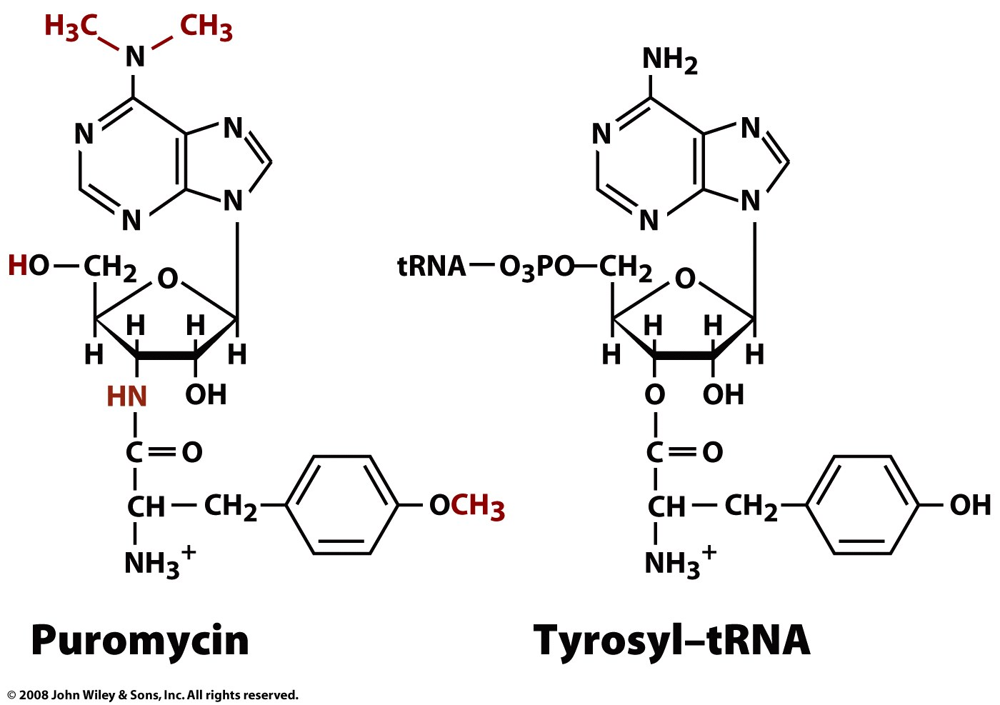 H3C CH3
N NH2
N N N N
N N N N
HO CH2 O tRNA O3PO CH2 O
H H H H
H H H H
HN OH O OH
C O C O
CH CH2 OCH3 CH CH2 OH
NH3+ NH3+
Puromycin Tyrosyl–tRNA
© 2008 John Wiley & Sons, Inc. All rights reserved.